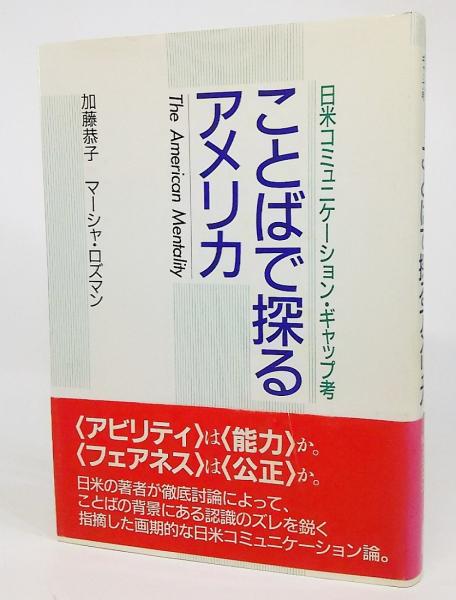 日米コミュニケーション・ギャップ考
ことばで探る
アメリカ
The American Mentality
加藤恭子 マーシャ・ロズマン
〈アビリティ〉は〈能力〉か。
〈フェアネス〉は〈公正〉か。
日米の著者が徹底討論によって、
ことばの背景にある認識のズレを鋭く
指摘した画期的な日米コミュニケーション論。